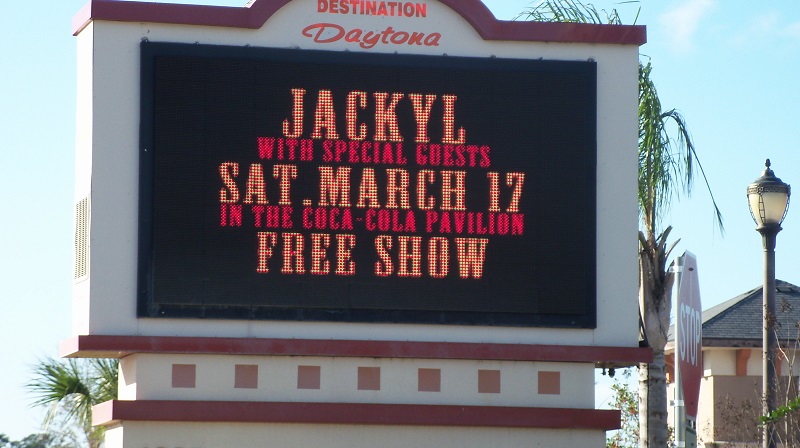 DESTINATION
Daytona
JACKYL
WITH SPECIAL GUESTS
SAT. MARCH 17
IN THE COCA-COLA PAVILION
FREE SHOW
STOP